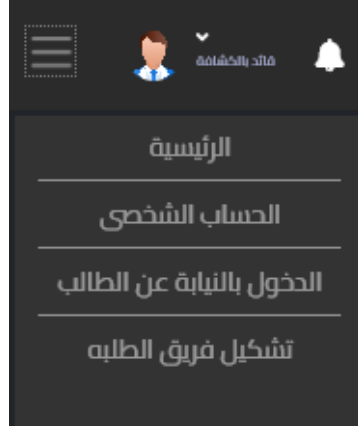 قائد بالكشافة
الرئيسية
الحساب الشخصى
الدخول بالنيابة عن الطالب
تشكيل فريق الطلبه